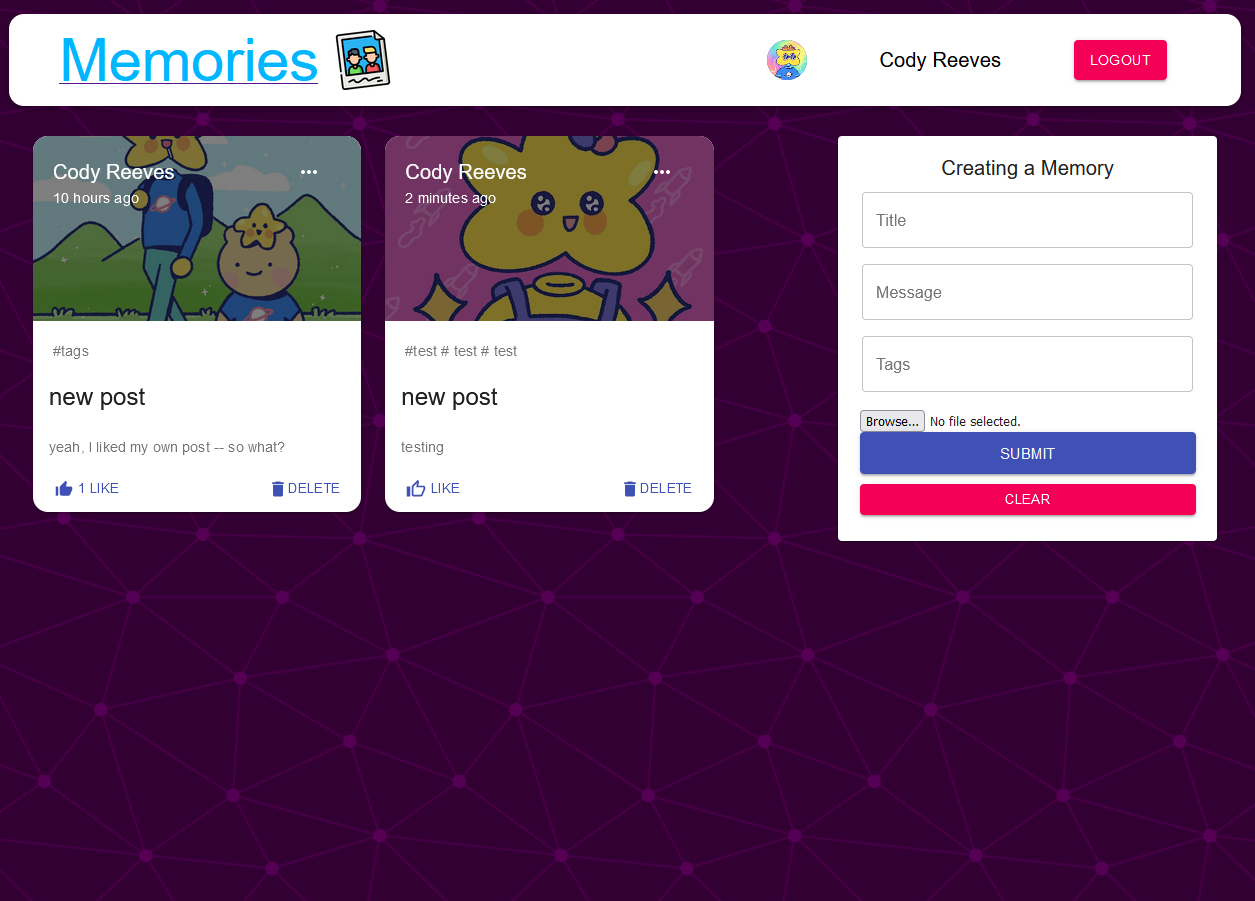 Memories
Cody Reeves
LOGOUT
Cody Reeves
10 hours ago
#tags
new post
yeah, I liked my own post -- so what?
1 LIKE
DELETE
Cody Reeves
2 minutes ago
#test # test # test
new post
testing
LIKE
DELETE
Creating a Memory
Title
Message
Tags
Browse... No file selected.
SUBMIT
CLEAR